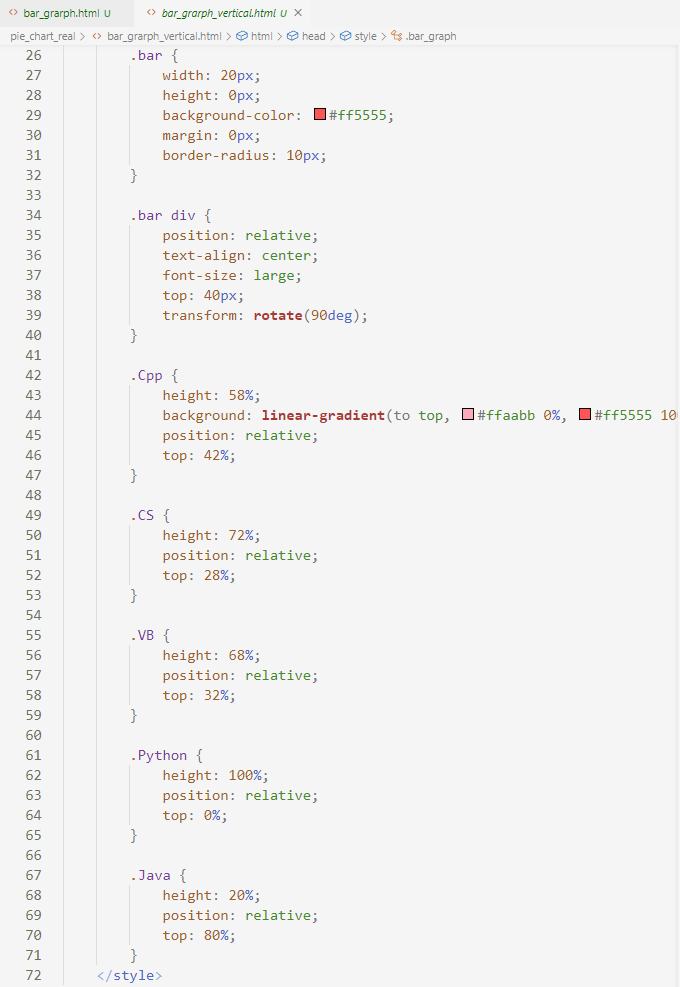 bar_grarph.html U
bar_grarph_vertical.html U ×
pie_chart_real > bar_grarph_vertical.html > html > head > style > .bar_graph
26 .bar {
27 width: 20px;
28 height: 0px;
29 background-color: #ff5555;
30 margin: 0px;
31 border-radius: 10px;
32 }
33
34 .bar div {
35 position: relative;
36 text-align: center;
37 font-size: large;
38 top: 40px;
39 transform: rotate(90deg);
40 }
41
42 .Cpp {
43 height: 58%;
44 background: linear-gradient(to top, #ffaabb 0%, #ff5555 10
45 position: relative;
46 top: 42%;
47 }
48
49 .CS {
50 height: 72%;
51 position: relative;
52 top: 28%;
53 }
54
55 .VB {
56 height: 68%;
57 position: relative;
58 top: 32%;
59 }
60
61 .Python {
62 height: 100%;
63 position: relative;
64 top: 0%;
65 }
66
67 .Java {
68 height: 20%;
69 position: relative;
70 top: 80%;
71 }
72 </style>